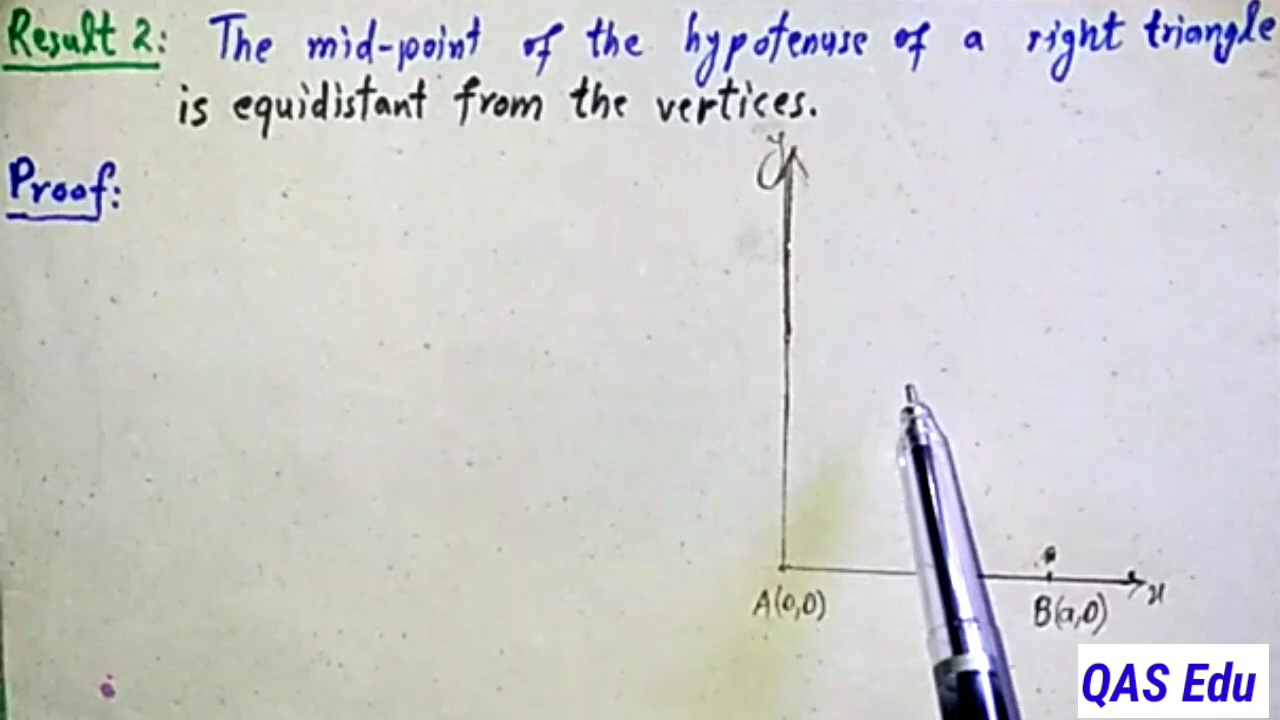 Result 2: The mid-point of the hypotenuse of a right triangle
is equidistant from the vertices.
Proof:
y
A(0,0)
B(a,0)
x
QAS Edu